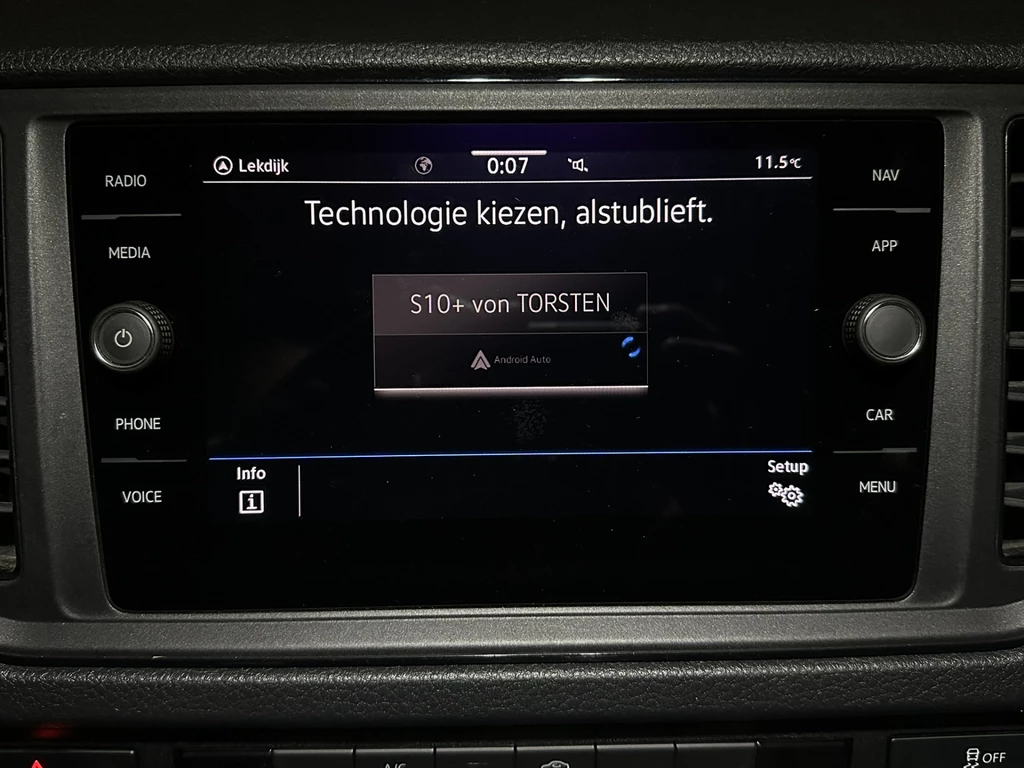 Lekdijk
0:07
11.5°C
RADIO
MEDIA
PHONE
VOICE
Technologie kiezen, alstublieft.
S10+ von TORSTEN
Android Auto
Info
i
Setup
NAV
APP
CAR
MENU
A/C
OFF